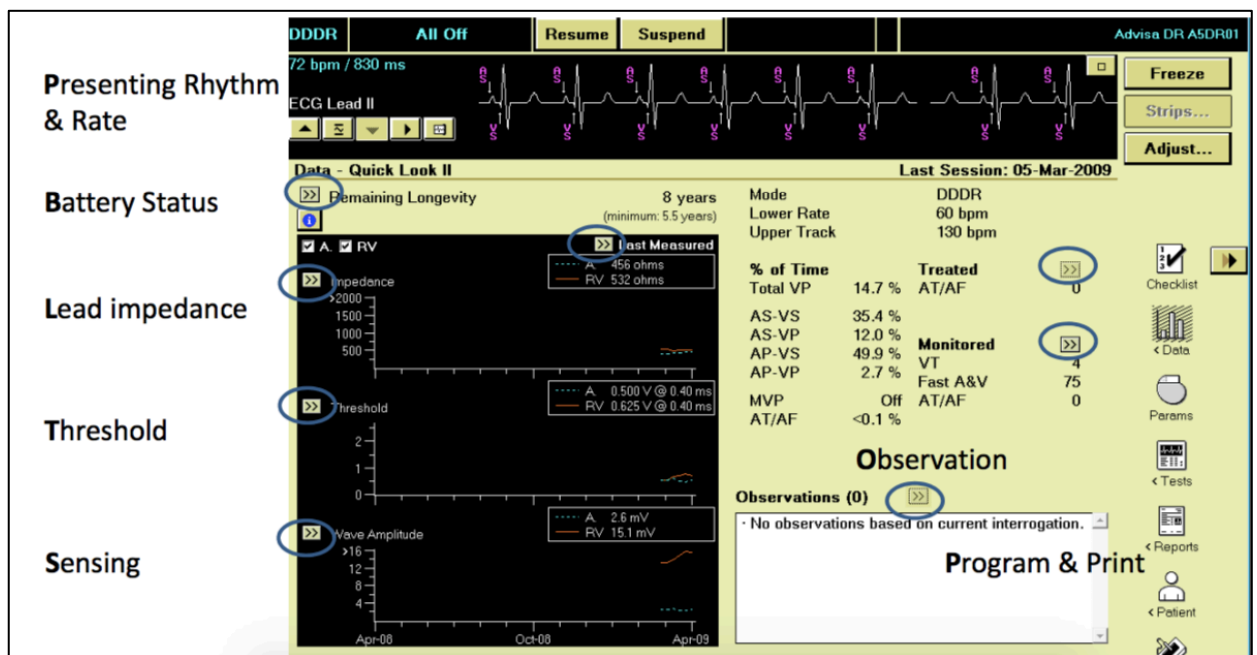 DDDR
All Off
Resume
Suspend
Advisa DR A5DR01
72 bpm / 830 ms
ECG Lead II
A S A S A S A S A S A S A S A S
V S V S V S V S V S V S V S V S
Freeze
Strips...
Adjust...
Presenting Rhythm
& Rate
Data - Quick Look II
Last Session: 05-Mar-2009
Battery Status
>> Remaining Longevity 8 years
(minimum: 5.5 years)
i
Mode DDDR
Lower Rate 60 bpm
Upper Track 130 bpm
A. RV
>> Last Measured
A. 456 ohms
RV 532 ohms
Lead impedance
>> Impedance
>2000
1500
1000
500
% of Time
Total VP 14.7 %
AS-VS 35.4 %
AS-VP 12.0 %
AP-VS 49.9 %
AP-VP 2.7 %
MVP Off
AT/AF <0.1 %
Treated >>
AT/AF 0
Monitored >>
VT 4
Fast A&V 75
AT/AF 0
Threshold
>> Threshold
A. 0.500 V @ 0.40 ms
RV 0.625 V @ 0.40 ms
2
1
0
Observation
Observations (0) >>
· No observations based on current interrogation.
Sensing
>> Wave Amplitude
A. 2.6 mV
RV 15.1 mV
>16
12
8
4
Apr-08 Oct-08 Apr-09
Program & Print
1
2
3
Checklist
< Data
Params
< Tests
< Reports
< Patient